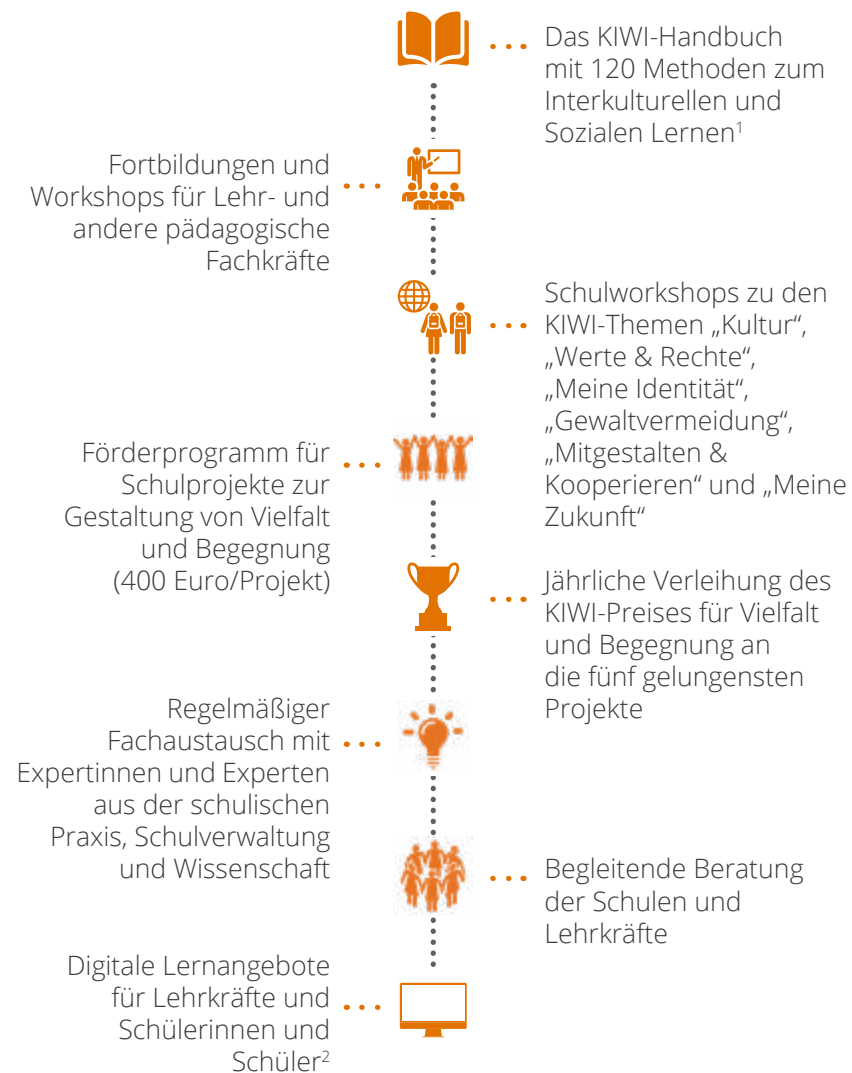 Das KIWI-Handbuch
mit 120 Methoden zum
Interkulturellen und
Sozialen Lernen¹
Fortbildungen und
Workshops für Lehr- und
andere pädagogische
Fachkräfte
Schulworkshops zu den
KIWI-Themen „Kultur“,
„Werte & Rechte“,
„Meine Identität“,
„Gewaltvermeidung“,
„Mitgestalten &
Kooperieren“ und „Meine
Zukunft“
Förderprogramm für
Schulprojekte zur
Gestaltung von Vielfalt
und Begegnung
(400 Euro/Projekt)
Jährliche Verleihung des
KIWI-Preises für Vielfalt
und Begegnung an
die fünf gelungensten
Projekte
Regelmäßiger
Fachaustausch mit
Expertinnen und Experten
aus der schulischen
Praxis, Schulverwaltung
und Wissenschaft
Begleitende Beratung
der Schulen und
Lehrkräfte
Digitale Lernangebote
für Lehrkräfte und
Schülerinnen und
Schüler²